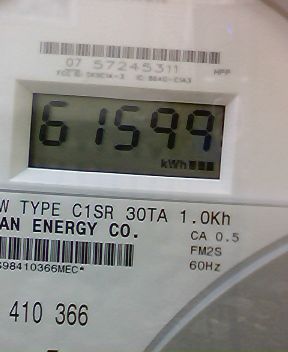 07 57245311
61599
kWh
W TYPE C1SR 30TA 1.0Kh
AN ENERGY CO.
CA 0.5
FM2S
60Hz
S98410366MEC*
410 366